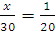 x/30 = 1/20